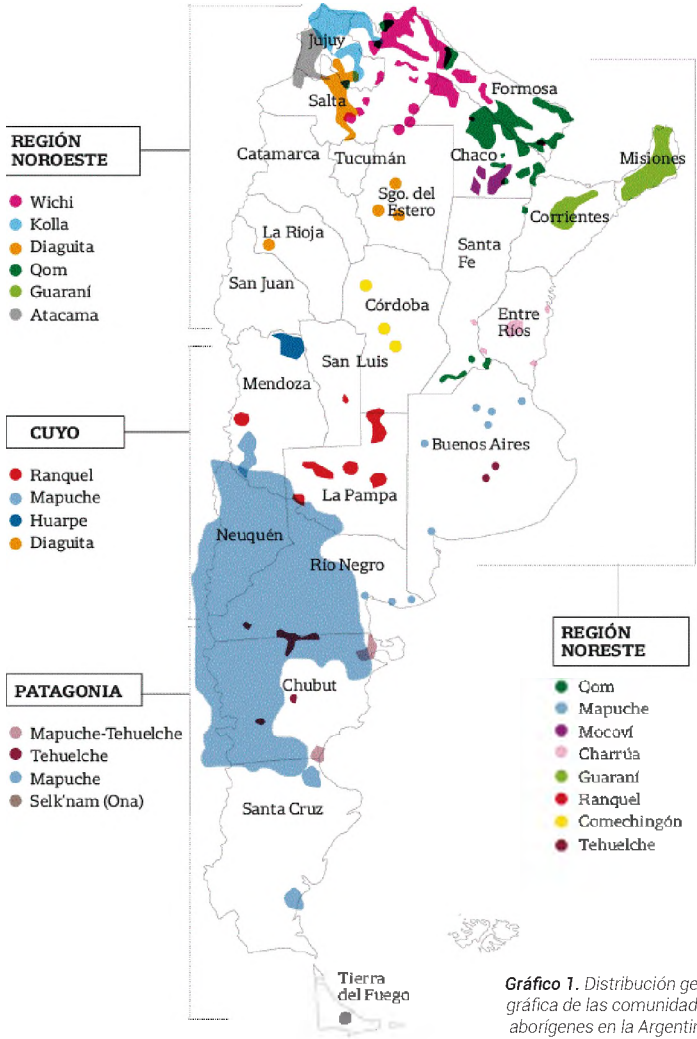 Jujuy
Salta
Formosa
Catamarca
Tucumán
Chaco
Misiones
Sgo. del
Estero
Corrientes
La Rioja
Santa
Fe
San Juan
Córdoba
Entre
Ríos
San Luis
Mendoza
Buenos Aires
La Pampa
Neuquén
Río Negro
Chubut
Santa Cruz
Tierra
del Fuego
REGIÓN
NOROESTE
Wichi
Kolla
Diaguita
Qom
Guaraní
Atacama
CUYO
Ranquel
Mapuche
Huarpe
Diaguita
PATAGONIA
Mapuche-Tehuelche
Tehuelche
Mapuche
Selk'nam (Ona)
REGIÓN
NORESTE
Qom
Mapuche
Mocoví
Charrúa
Guaraní
Ranquel
Comechingón
Tehuelche
Gráfico 1. Distribución ge
gráfica de las comunidad
aborígenes en la Argentin